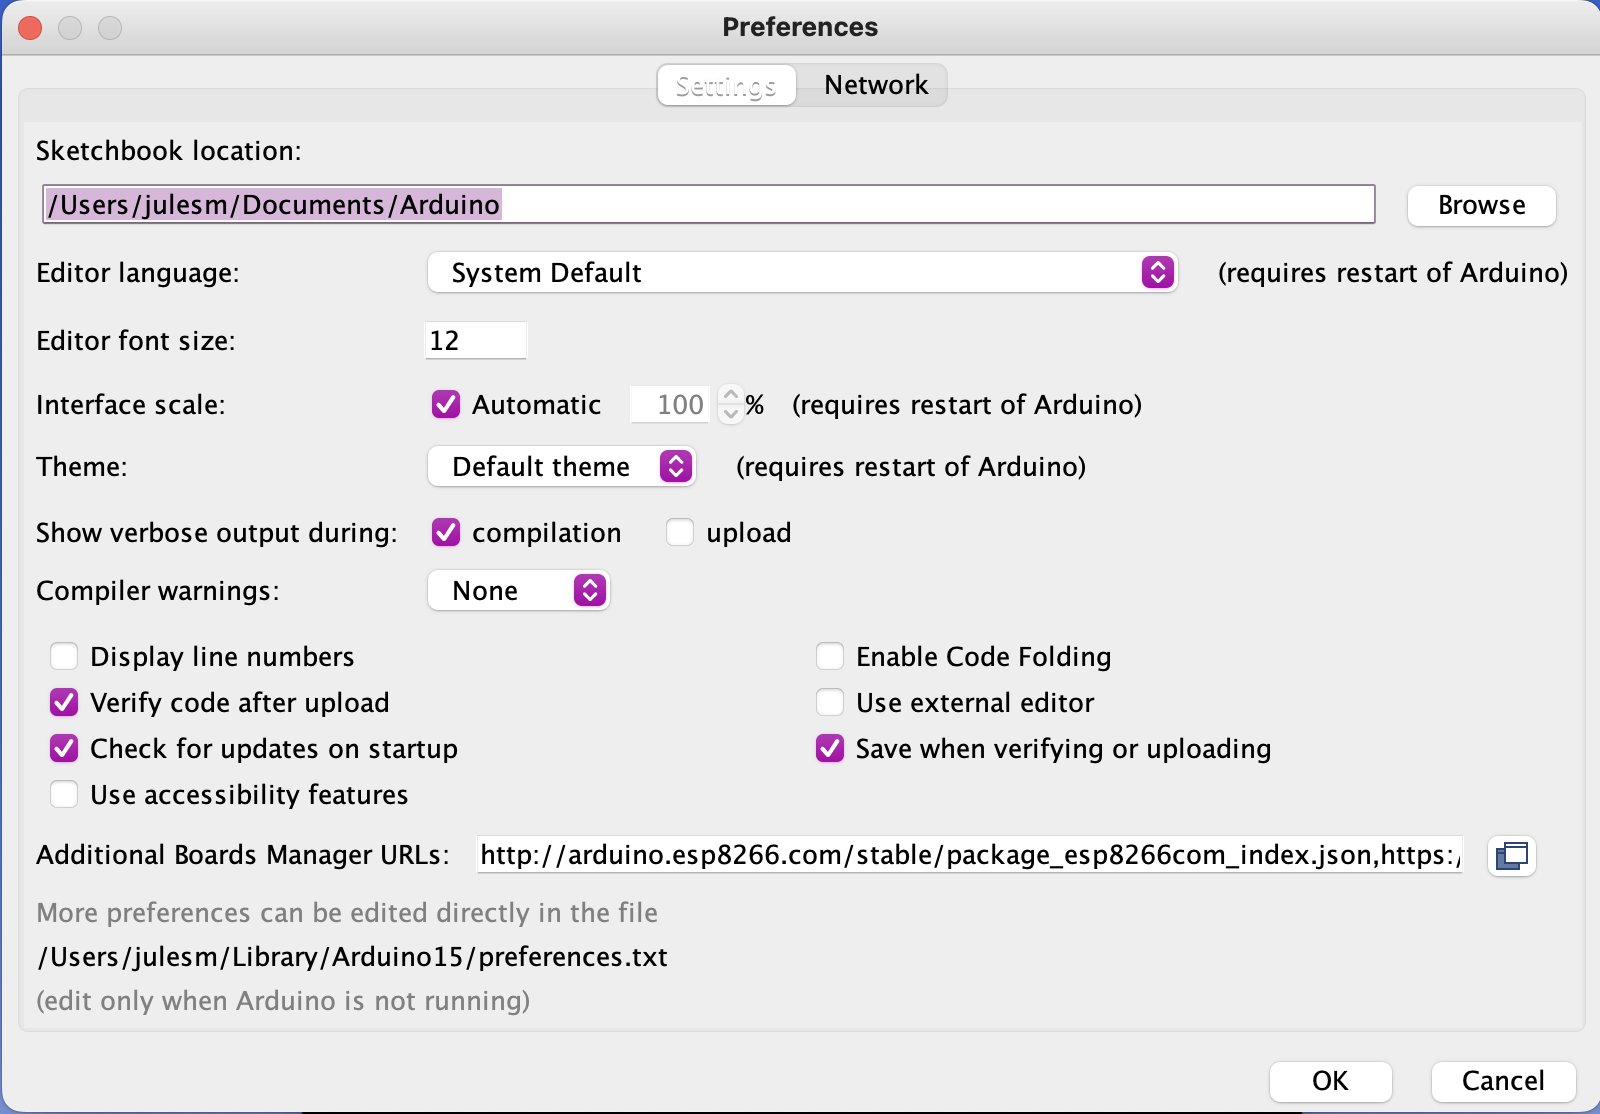 Preferences
Settings Network
Sketchbook location:
/Users/julesm/Documents/Arduino Browse
Editor language: System Default (requires restart of Arduino)
Editor font size: 12
Interface scale: Automatic 100 % (requires restart of Arduino)
Theme: Default theme (requires restart of Arduino)
Show verbose output during: compilation upload
Compiler warnings: None
Display line numbers Enable Code Folding
Verify code after upload Use external editor
Check for updates on startup Save when verifying or uploading
Use accessibility features
Additional Boards Manager URLs: http://arduino.esp8266.com/stable/package_esp8266com_index.json,https:/
More preferences can be edited directly in the file
/Users/julesm/Library/Arduino15/preferences.txt
(edit only when Arduino is not running)
OK Cancel